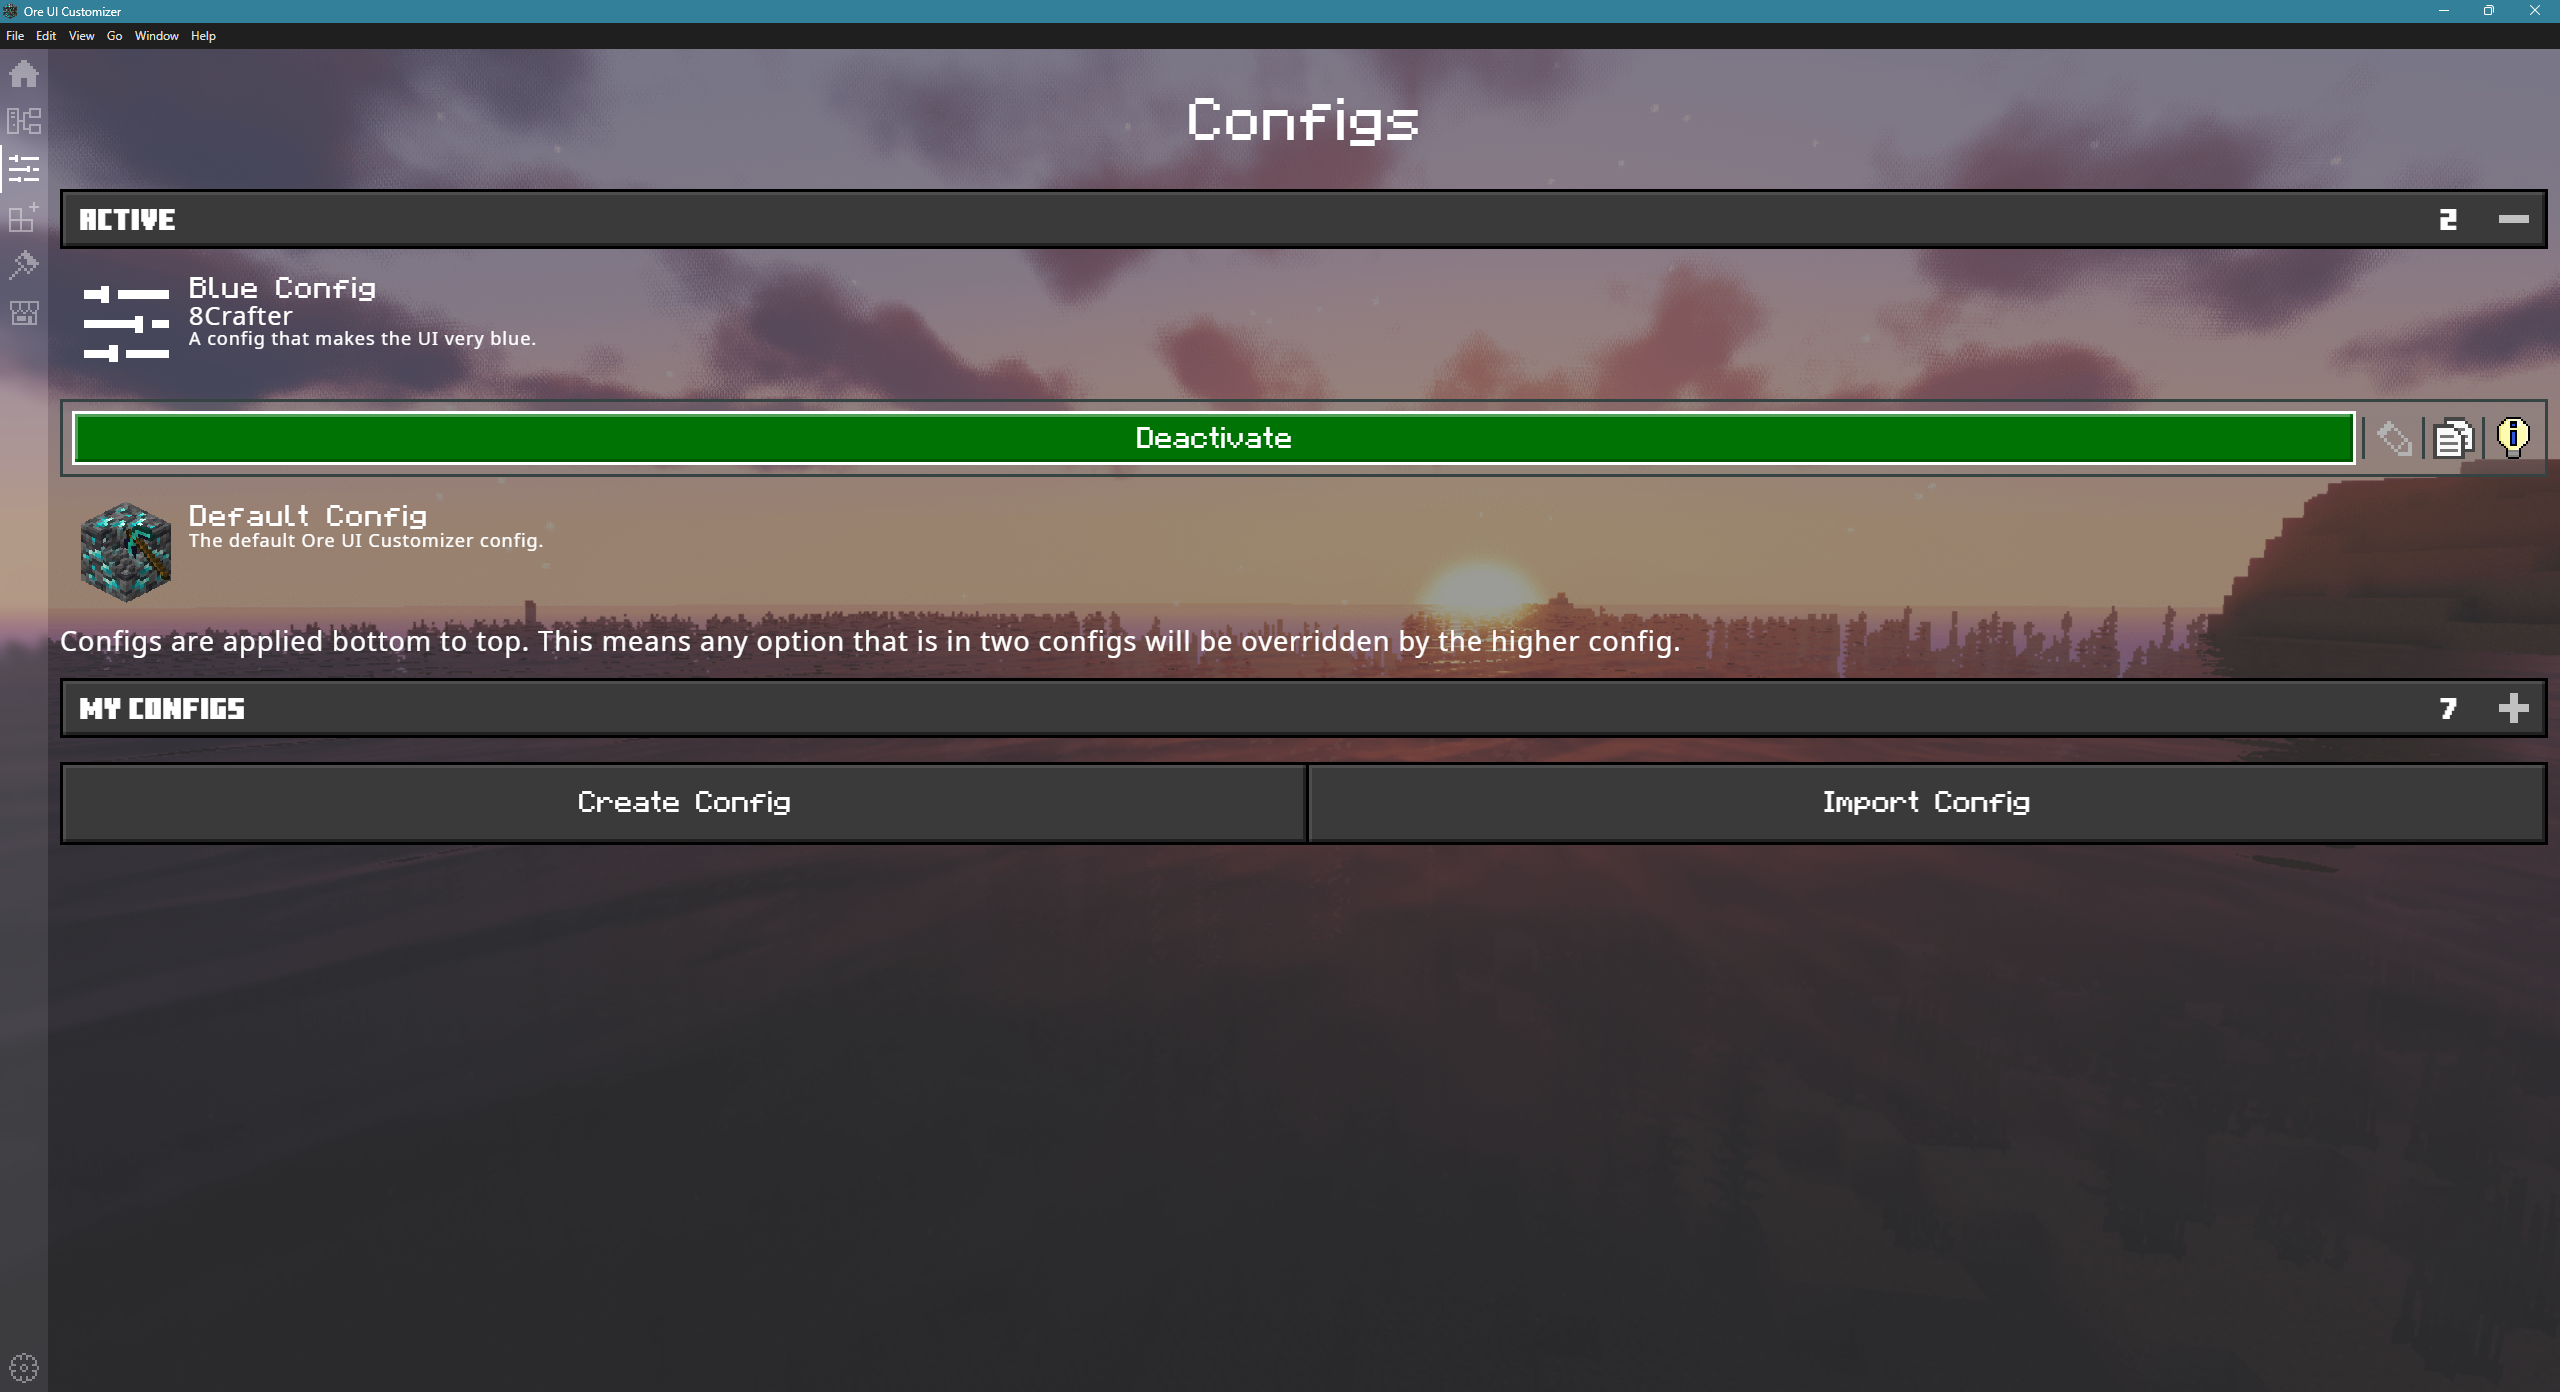 Ore UI Customizer
File Edit View Go Window Help
Configs
ACTIVE 2
Blue Config
8Crafter
A config that makes the UI very blue.
Deactivate
Default Config
The default Ore UI Customizer config.
Configs are applied bottom to top. This means any option that is in two configs will be overridden by the higher config.
MY CONFIGS 7
Create Config Import Config